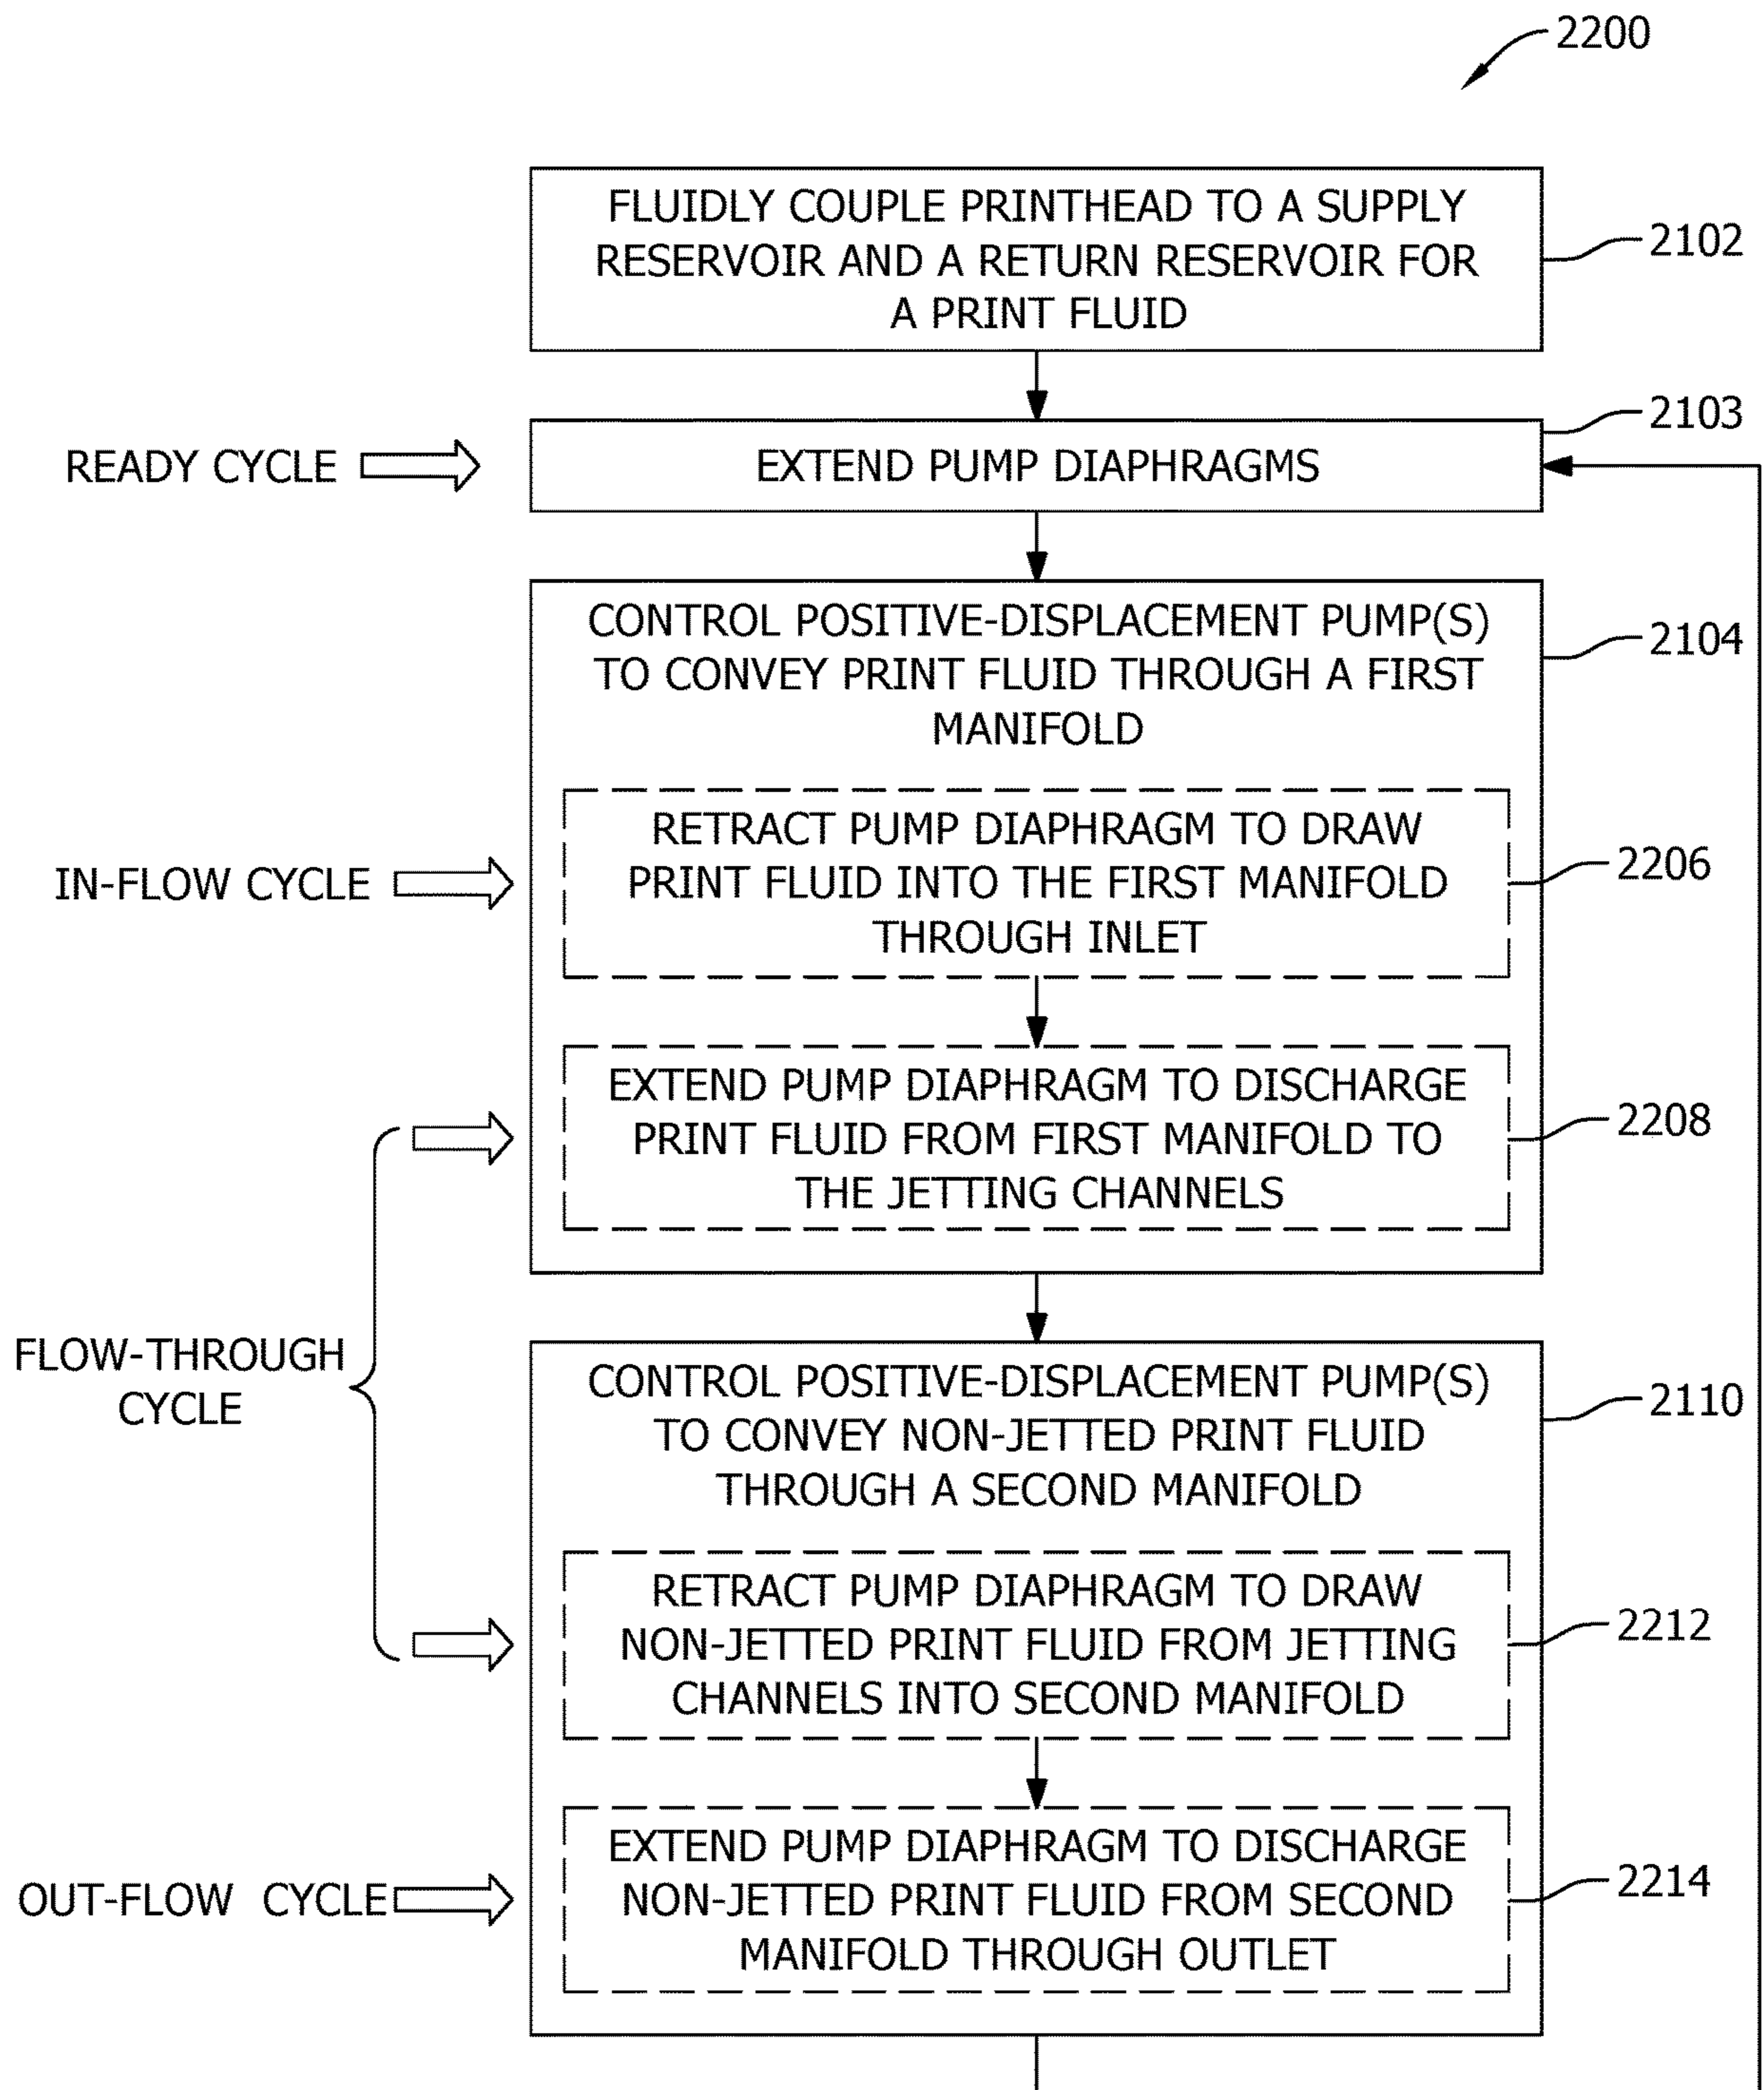 2200
FLUIDLY COUPLE PRINTHEAD TO A SUPPLY
RESERVOIR AND A RETURN RESERVOIR FOR
A PRINT FLUID
2102
2103
READY CYCLE
EXTEND PUMP DIAPHRAGMS
CONTROL POSITIVE-DISPLACEMENT PUMP(S)
TO CONVEY PRINT FLUID THROUGH A FIRST
MANIFOLD
2104
IN-FLOW CYCLE
RETRACT PUMP DIAPHRAGM TO DRAW
PRINT FLUID INTO THE FIRST MANIFOLD
THROUGH INLET
2206
EXTEND PUMP DIAPHRAGM TO DISCHARGE
PRINT FLUID FROM FIRST MANIFOLD TO
THE JETTING CHANNELS
2208
FLOW-THROUGH
CYCLE
CONTROL POSITIVE-DISPLACEMENT PUMP(S)
TO CONVEY NON-JETTED PRINT FLUID
THROUGH A SECOND MANIFOLD
2110
RETRACT PUMP DIAPHRAGM TO DRAW
NON-JETTED PRINT FLUID FROM JETTING
CHANNELS INTO SECOND MANIFOLD
2212
OUT-FLOW CYCLE
EXTEND PUMP DIAPHRAGM TO DISCHARGE
NON-JETTED PRINT FLUID FROM SECOND
MANIFOLD THROUGH OUTLET
2214